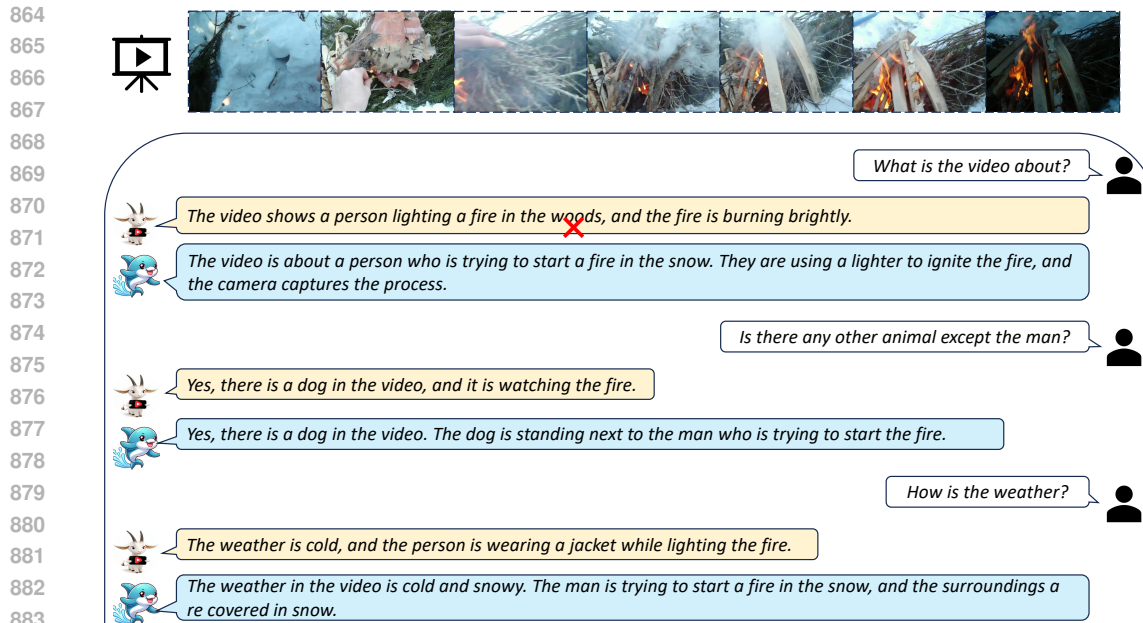 864
865
866
867
868
869
870
871
872
873
874
875
876
877
878
879
880
881
882
883
What is the video about?
The video shows a person lighting a fire in the woods, and the fire is burning brightly.
The video is about a person who is trying to start a fire in the snow. They are using a lighter to ignite the fire, and
the camera captures the process.
Is there any other animal except the man?
Yes, there is a dog in the video, and it is watching the fire.
Yes, there is a dog in the video. The dog is standing next to the man who is trying to start the fire.
How is the weather?
The weather is cold, and the person is wearing a jacket while lighting the fire.
The weather in the video is cold and snowy. The man is trying to start a fire in the snow, and the surroundings a
re covered in snow.